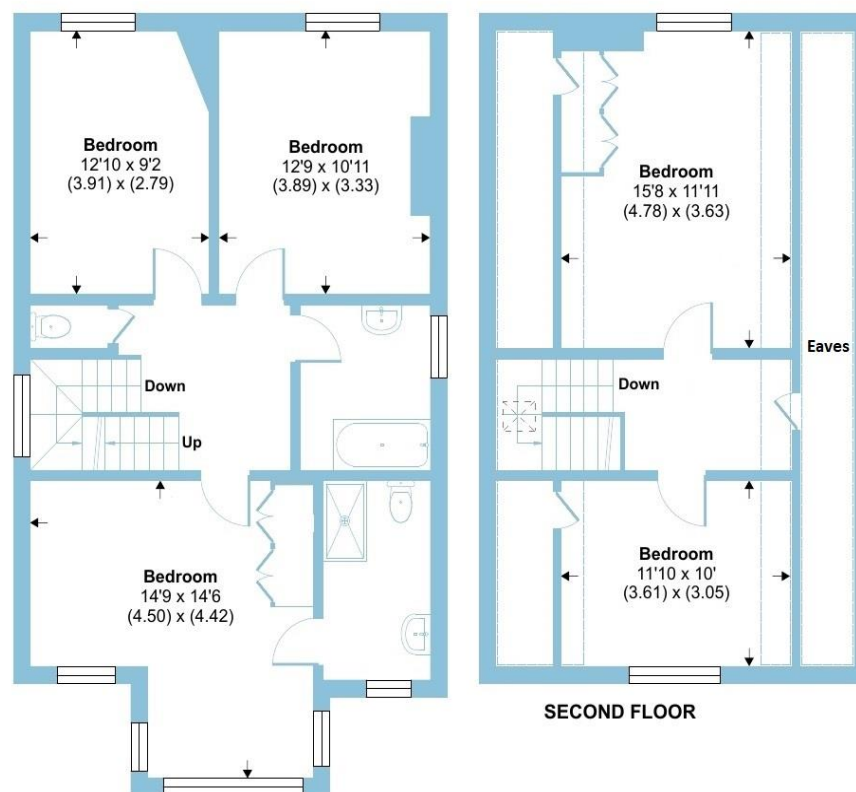 Bedroom
12'10 x 9'2
(3.91) x (2.79)
Bedroom
12'9 x 10'11
(3.89) x (3.33)
Down
Up
Bedroom
14'9 x 14'6
(4.50) x (4.42)
Bedroom
15'8 x 11'11
(4.78) x (3.63)
Eaves
Down
Bedroom
11'10 x 10'
(3.61) x (3.05)
SECOND FLOOR